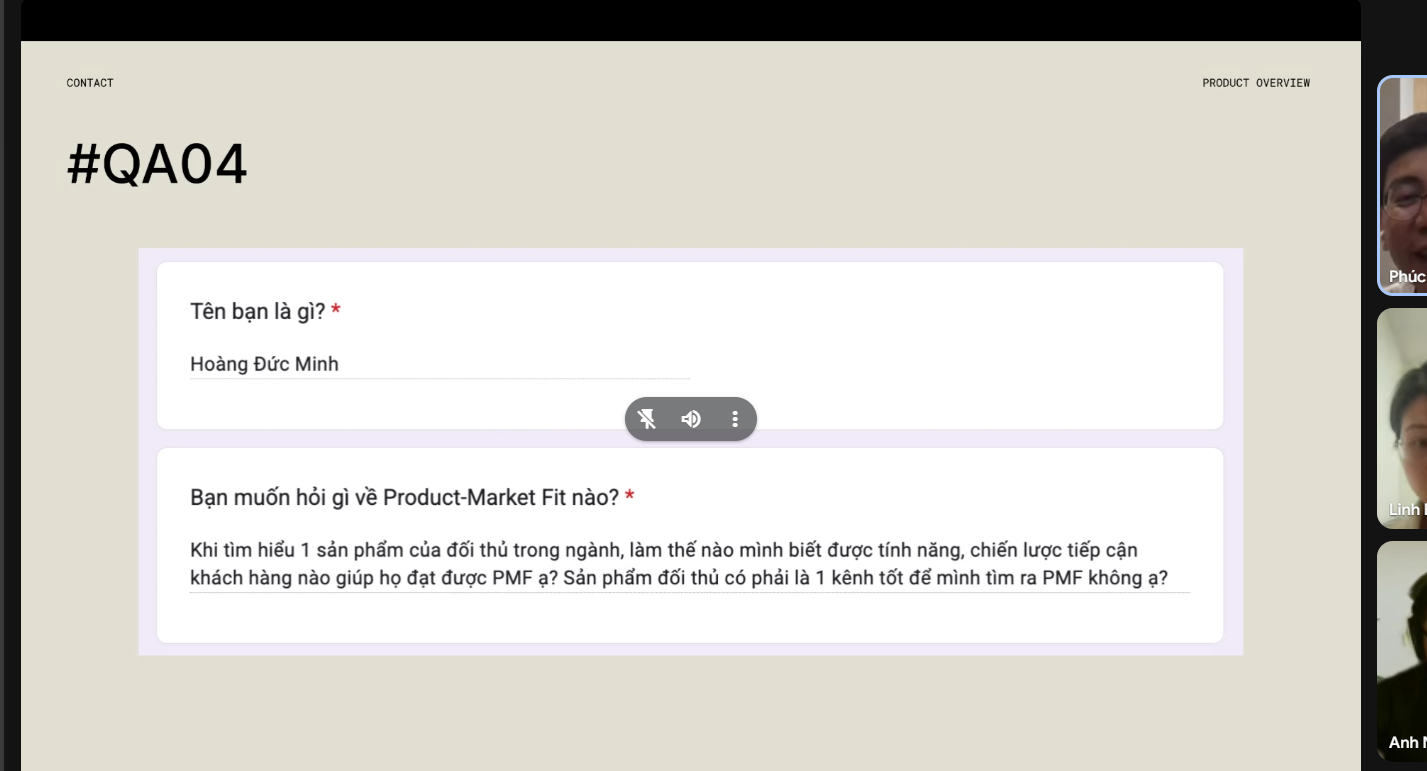 CONTACT
PRODUCT OVERVIEW
#QA04
Tên bạn là gì? *
Hoàng Đức Minh
Bạn muốn hỏi gì về Product-Market Fit nào? *
Khi tìm hiểu 1 sản phẩm của đối thủ trong ngành, làm thế nào mình biết được tính năng, chiến lược tiếp cận
khách hàng nào giúp họ đạt được PMF ạ? Sản phẩm đối thủ có phải là 1 kênh tốt để mình tìm ra PMF không ạ?
Phúc
Linh
Anh